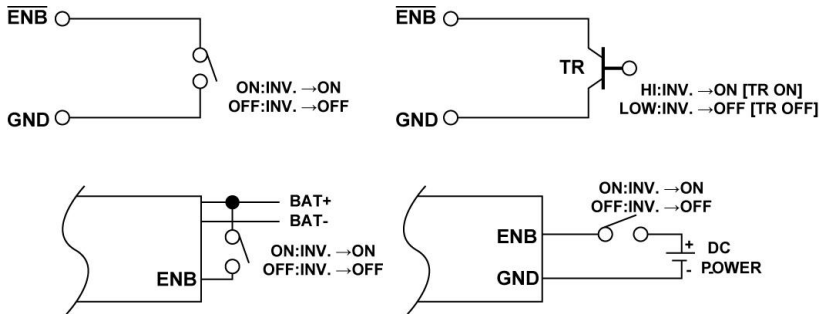 ENB
GND
ON:INV. →ON
OFF:INV. →OFF
ENB
TR
GND
HI:INV. →ON [TR ON]
LOW:INV. →OFF [TR OFF]
BAT+
BAT-
ENB
ON:INV. →ON
OFF:INV. →OFF
ON:INV. →ON
OFF:INV. →OFF
ENB
GND
+ DC
- POWER